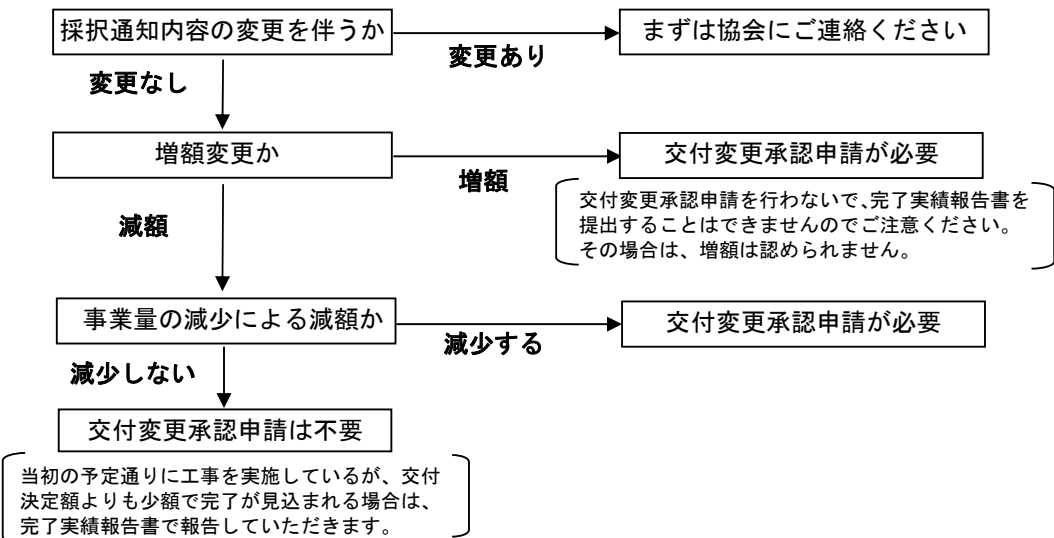 採択通知内容の変更を伴うか
変更あり
まずは協会にご連絡ください
変更なし
増額変更か
増額
交付変更承認申請が必要
交付変更承認申請を行わないで、完了実績報告書を
提出することはできませんのでご注意ください。
その場合は、増額は認められません。
減額
事業量の減少による減額か
減少する
交付変更承認申請が必要
減少しない
交付変更承認申請は不要
当初の予定通りに工事を実施しているが、交付
決定額よりも少額で完了が見込まれる場合は、
完了実績報告書で報告していただきます。